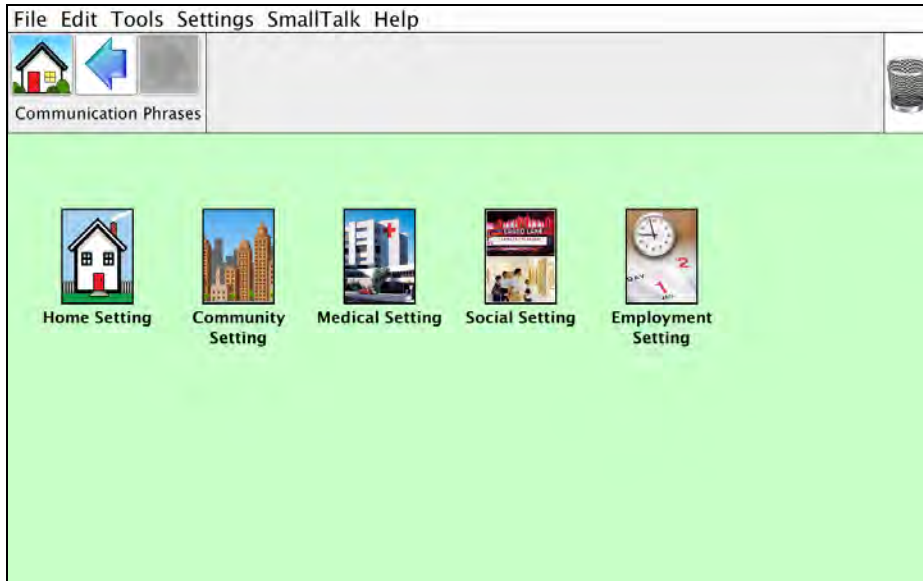 File Edit Tools Settings SmallTalk Help
Communication Phrases
Home Setting
Community Setting
Medical Setting
Social Setting
Employment Setting